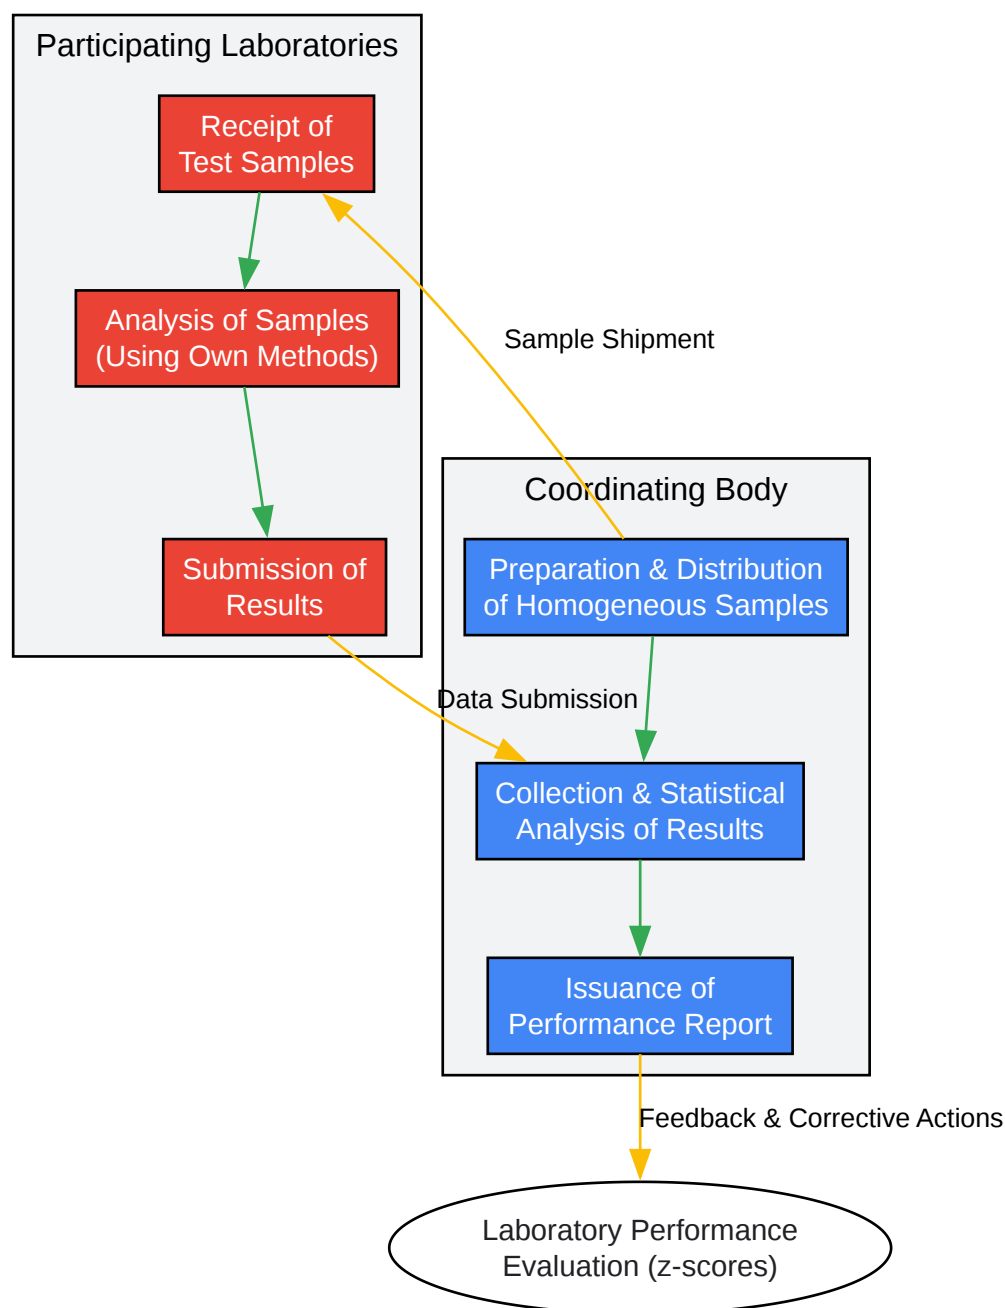 Participating Laboratories
Receipt of
Test Samples
Analysis of Samples
(Using Own Methods)
Sample Shipment
Coordinating Body
Submission of
Results
Preparation & Distribution
of Homogeneous Samples
Data Submission
Collection & Statistical
Analysis of Results
Issuance of
Performance Report
Feedback & Corrective Actions
Laboratory Performance
Evaluation (z-scores)